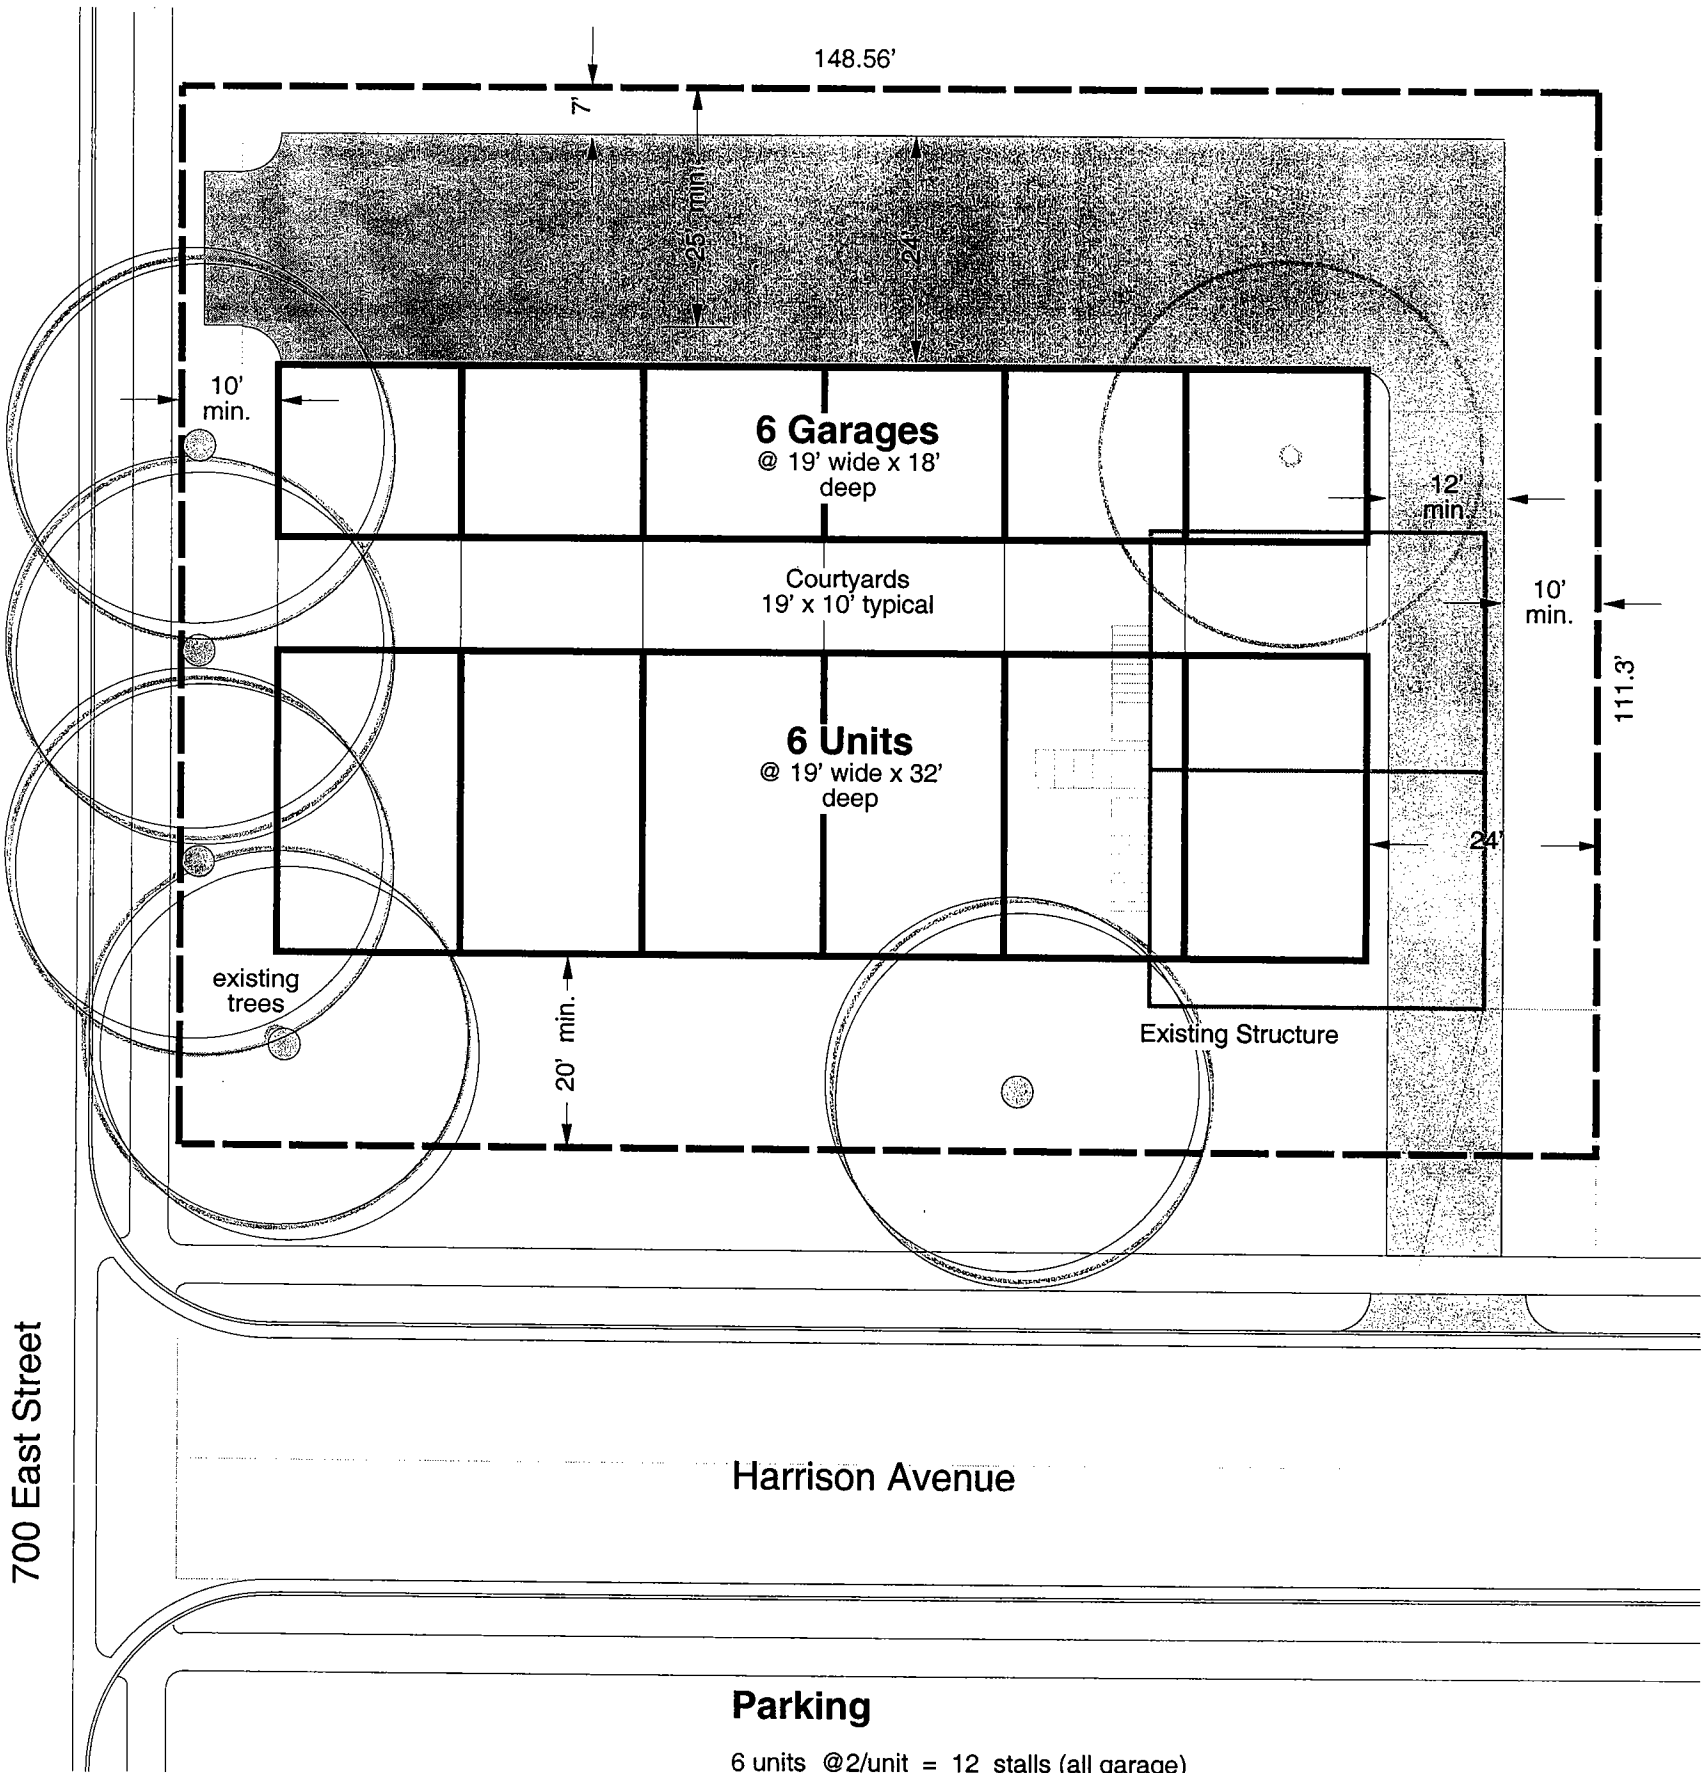 148.56'
7'
25' min.
24'
10'
min.
6 Garages
@ 19' wide x 18'
deep
12'
min.
Courtyards
19' x 10' typical
10'
min.
111.3'
6 Units
@ 19' wide x 32'
deep
24'
existing
trees
20' min.
Existing Structure
700 East Street
Harrison Avenue
Parking
6 units @2/unit = 12 stalls (all garage)